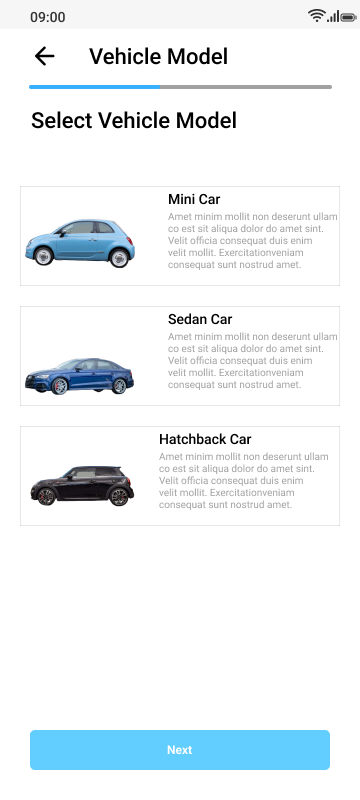 09:00
Vehicle Model
Select Vehicle Model
Mini Car
Amet minim mollit non deserunt ullam
co est sit aliqua dolor do amet sint.
Velit officia consequat duis enim
velit mollit. Exercitationveniam
consequat sunt nostrud amet.
Sedan Car
Amet minim mollit non deserunt ullam
co est sit aliqua dolor do amet sint.
Velit officia consequat duis enim
velit mollit. Exercitationveniam
consequat sunt nostrud amet.
Hatchback Car
Amet minim mollit non deserunt ullam
co est sit aliqua dolor do amet sint.
Velit officia consequat duis enim
velit mollit. Exercitationveniam
consequat sunt nostrud amet.
Next